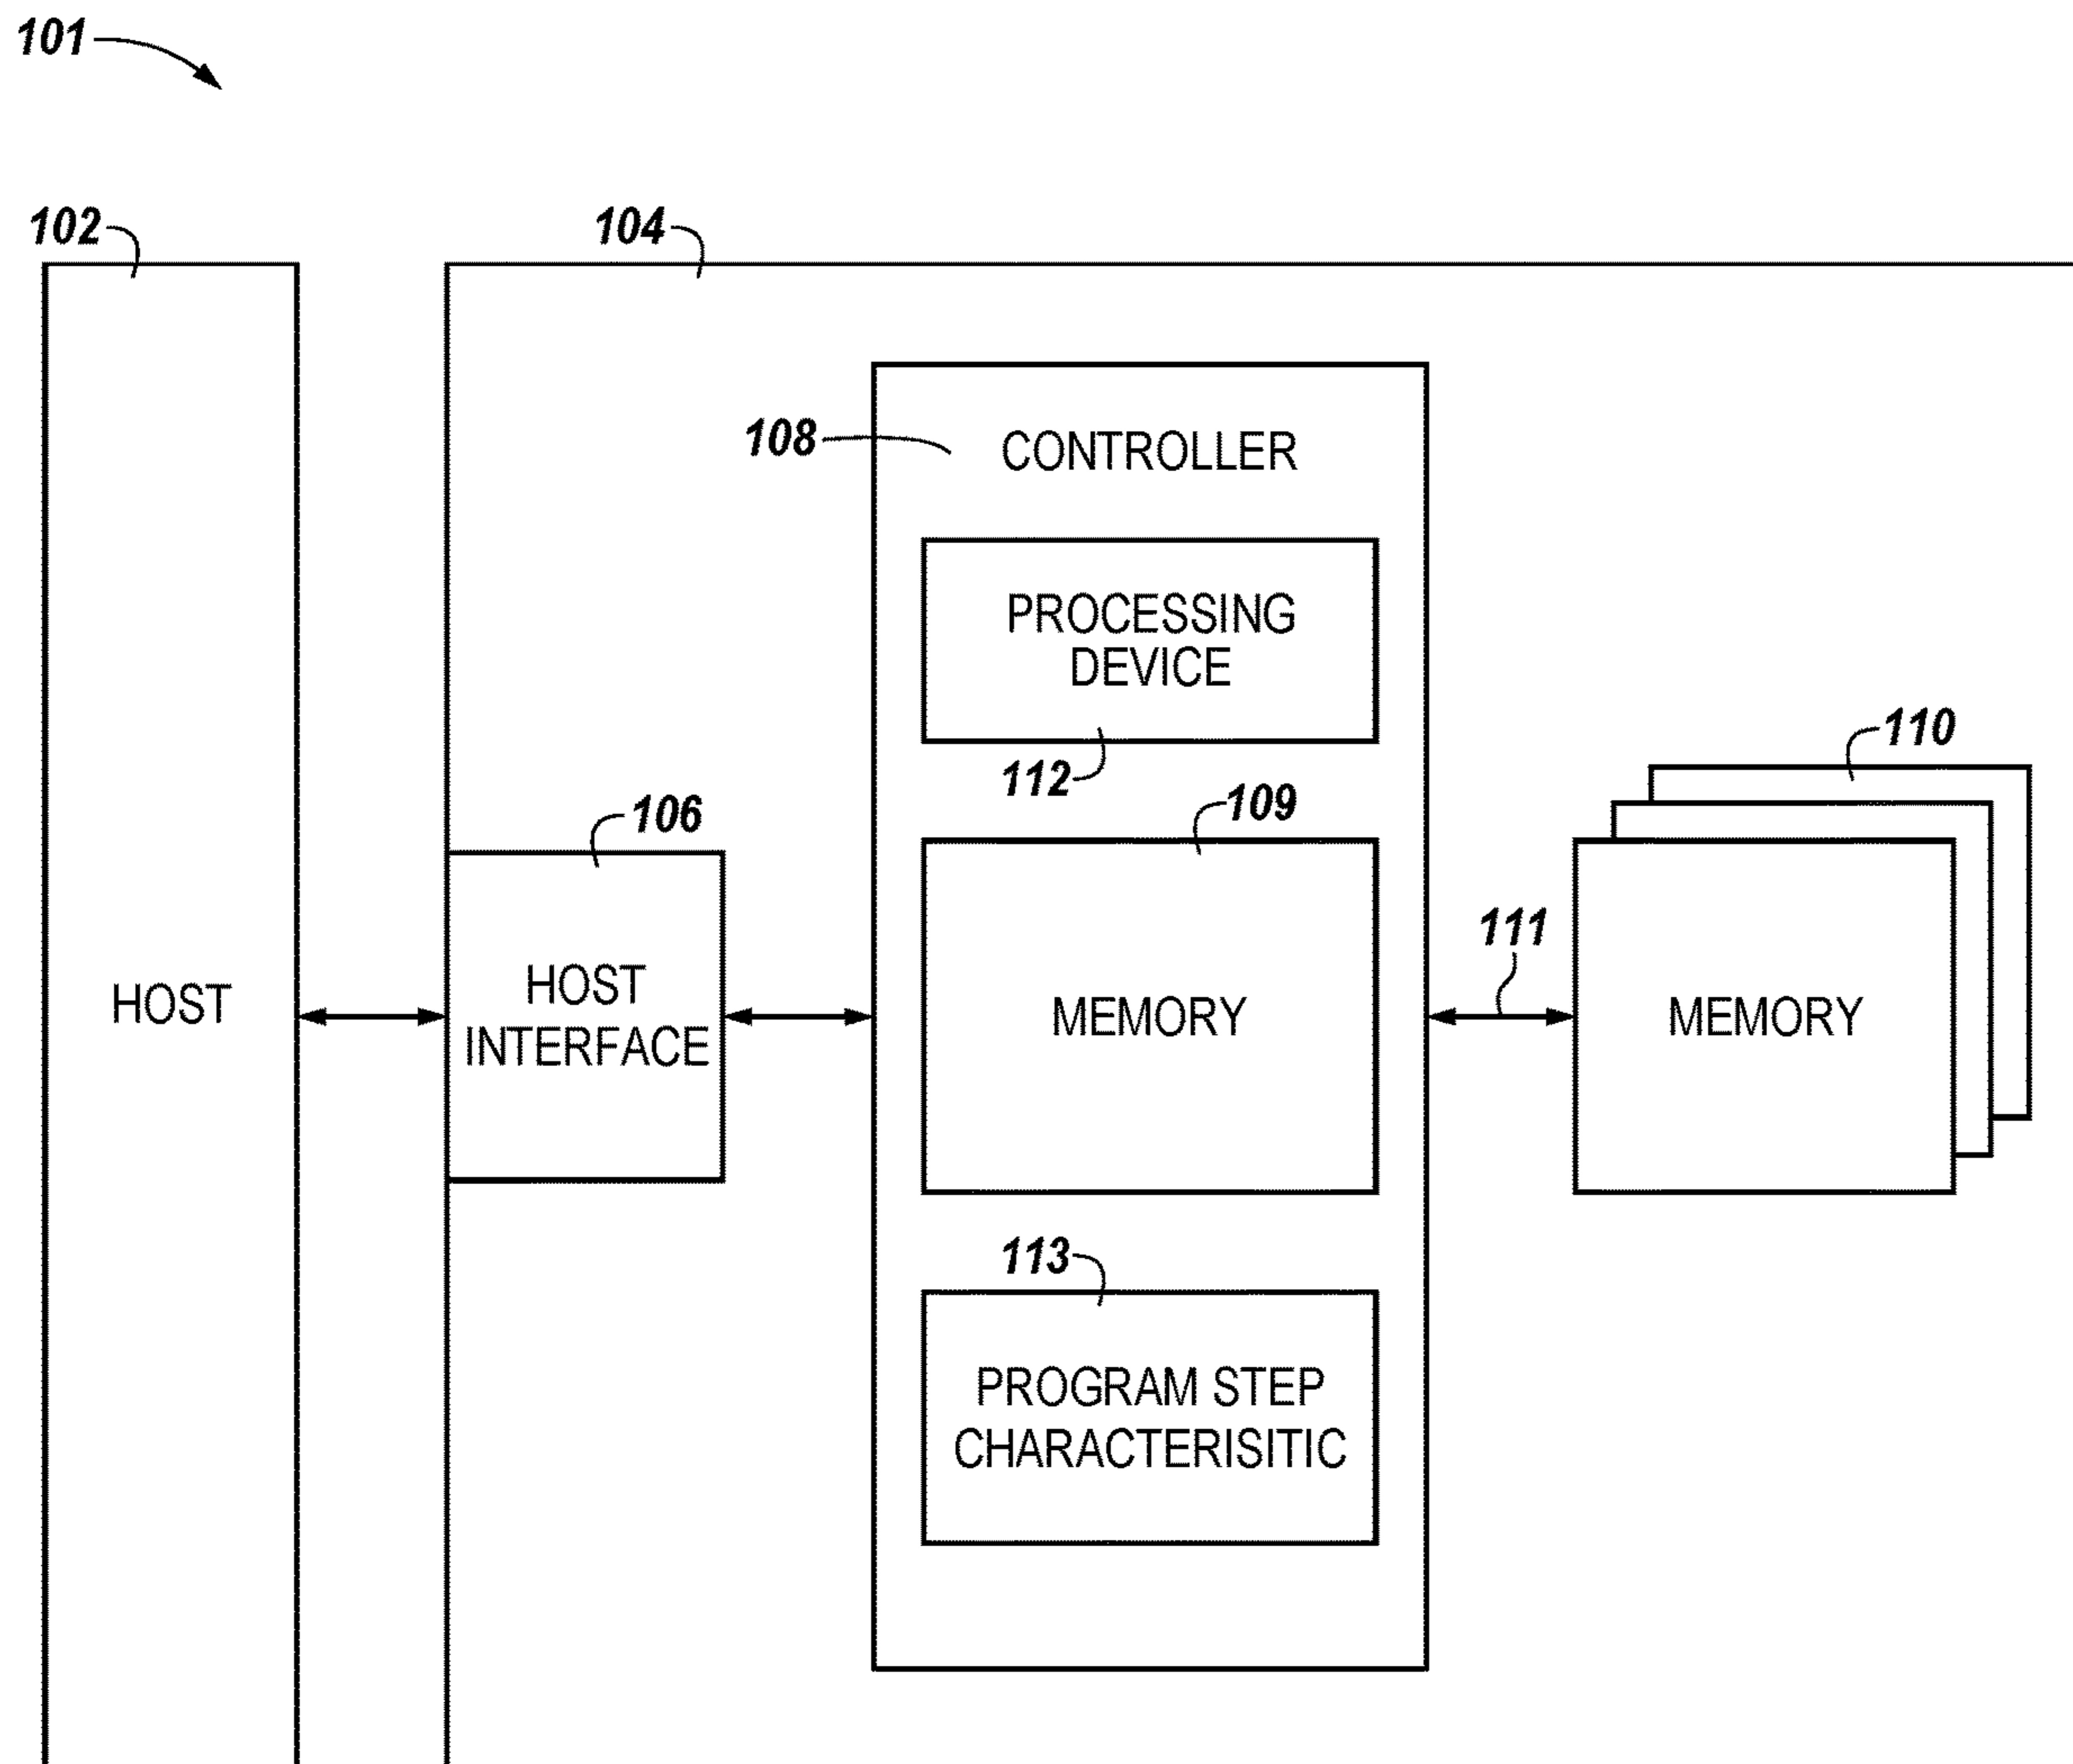 101
102
104
108
CONTROLLER
PROCESSING
DEVICE
112
110
106
109
111
HOST
HOST
INTERFACE
MEMORY
MEMORY
113
PROGRAM STEP
CHARACTERISITIC